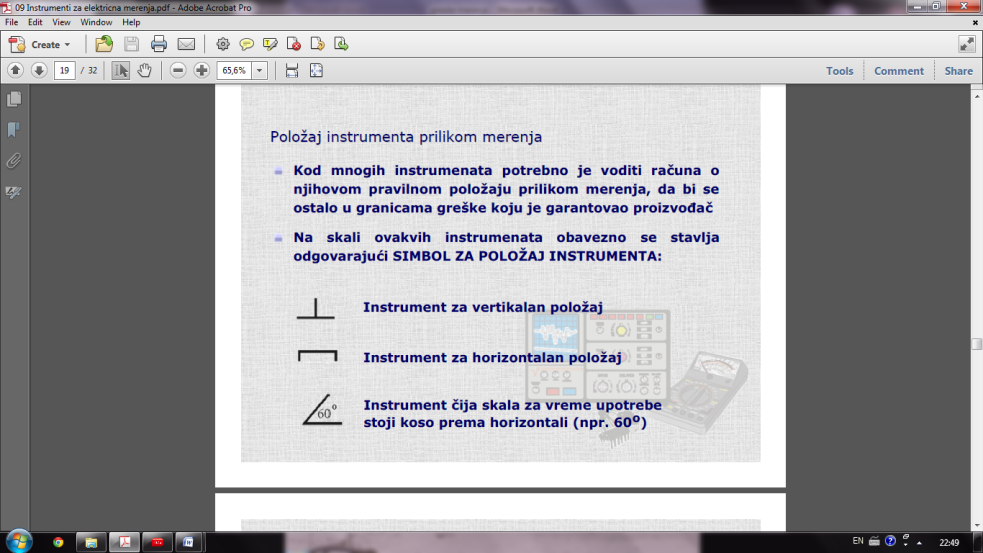 09 Instrumenti za elektricna merenja.pdf - Adobe Acrobat Pro
File Edit View Window Help
Create
19 / 32
65,6%
Tools Comment Share
Položaj instrumenta prilikom merenja
Kod mnogih instrumenata potrebno je voditi računa o
njihovom pravilnom položaju prilikom merenja, da bi se
ostalo u granicama greške koju je garantovao proizvođač
Na skali ovakvih instrumenata obavezno se stavlja
odgovarajući SIMBOL ZA POLOŽAJ INSTRUMENTA:
Instrument za vertikalan položaj
Instrument za horizontalan položaj
60°
Instrument čija skala za vreme upotrebe
stoji koso prema horizontali (npr. 60º)
EN
22:49